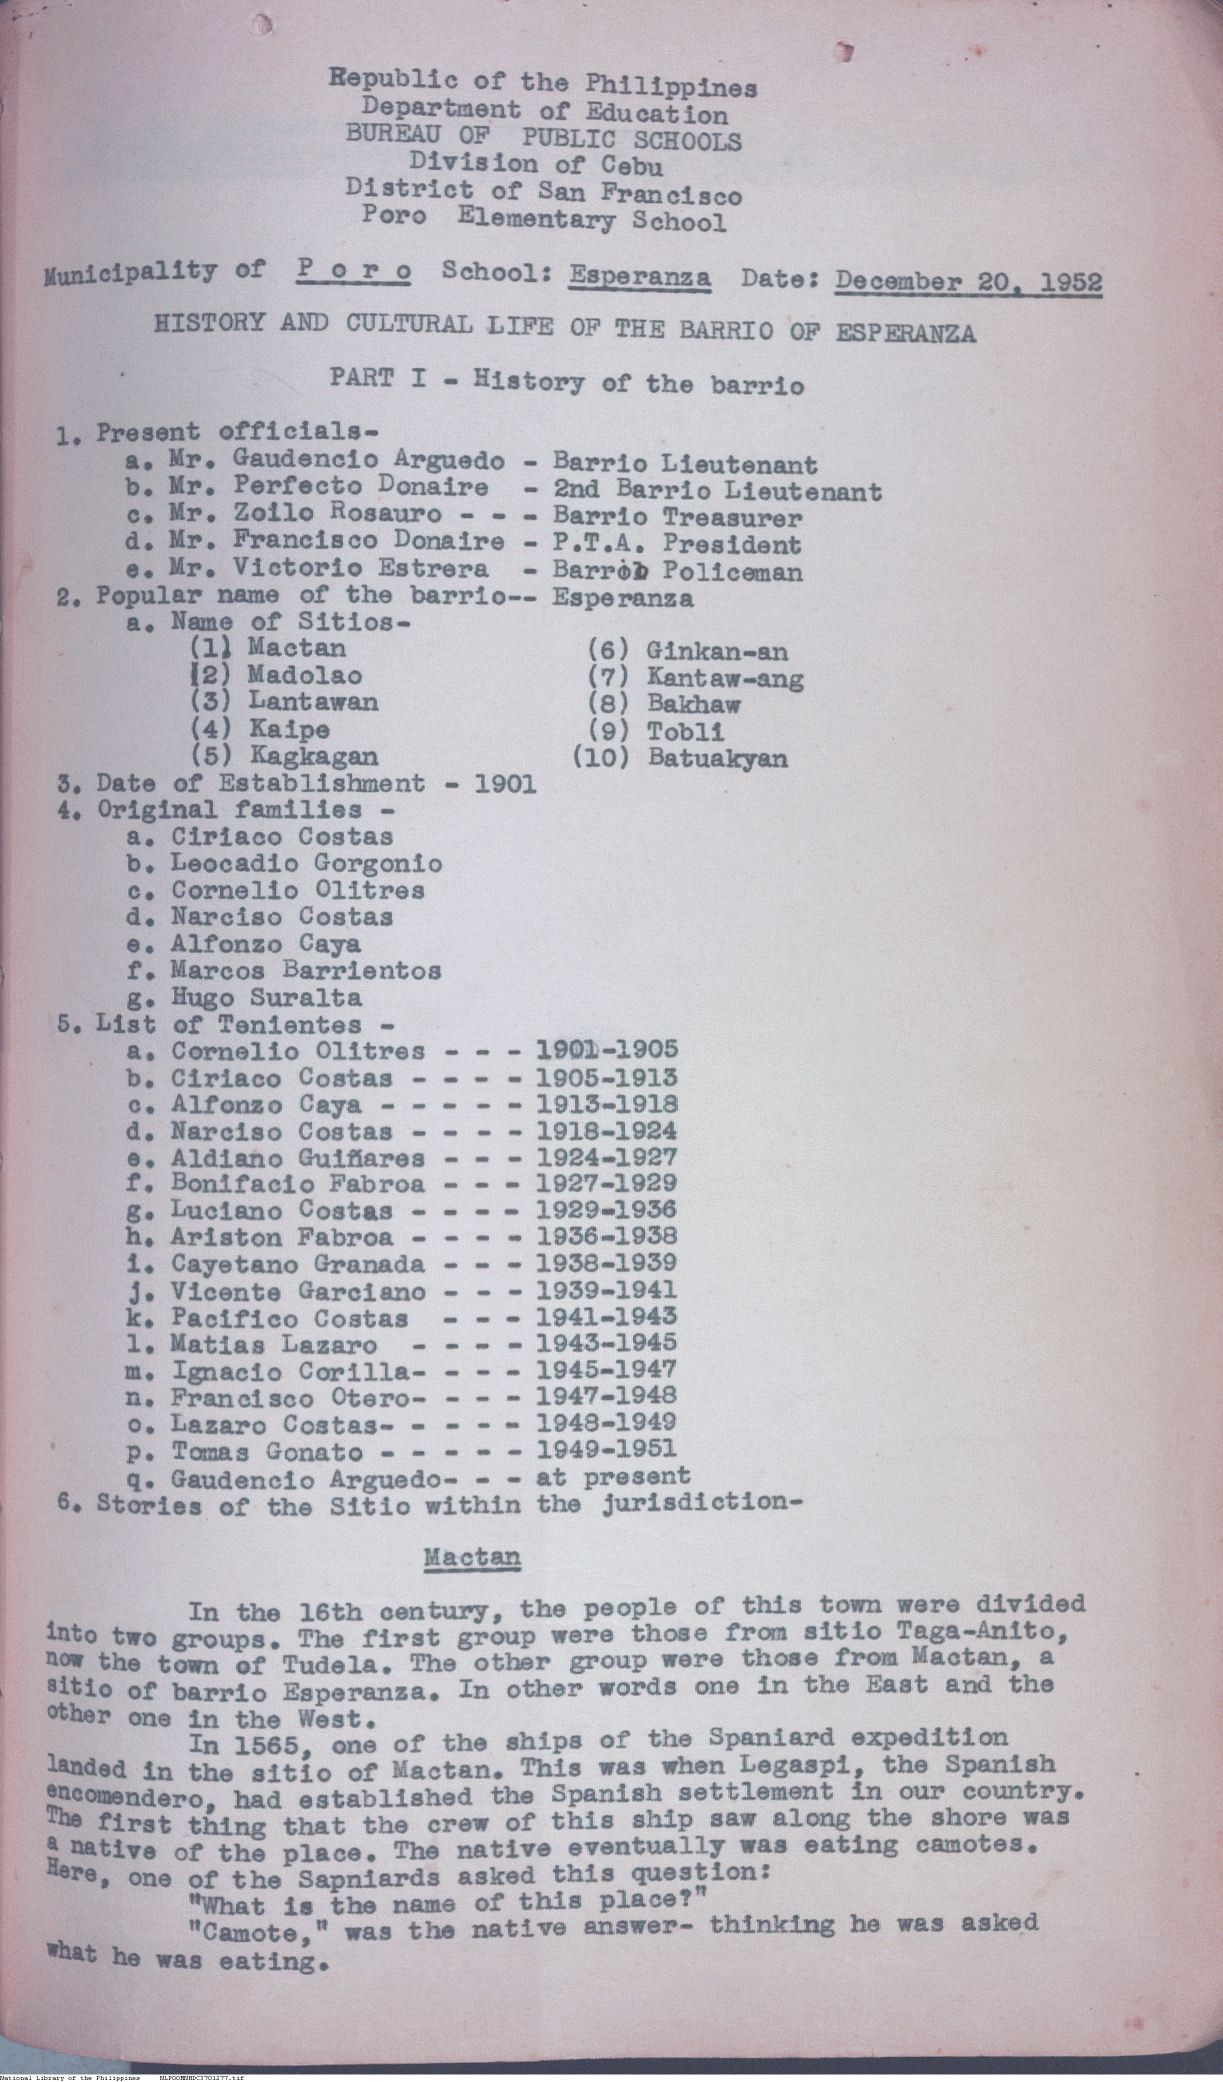 Republic of the Philippines
Department of Education
BUREAU OF PUBLIC SCHOOLS
Division of Cebu
District of San Francisco
Poro Elementary School
Municipality of P o r o School: Esperanza Date: December 20, 1952
HISTORY AND CULTURAL LIFE OF THE BARRIO OF ESPERANZA
PART I - History of the barrio
1. Present officials-
a. Mr. Gaudencio Arguedo - Barrio Lieutenant
b. Mr. Perfecto Donaire - 2nd Barrio Lieutenant
c. Mr. Zoilo Rosauro - - - Barrio Treasurer
d. Mr. Francisco Donaire - P.T.A. President
e. Mr. Victorio Estrera - Policeman
2. Popular name of the barrio-- Esperanza
a. Name of Sitios-
(1) Mactan (6) Ginkan-an
(2) Madolao (7) Kantaw-ang
(3) Lantawan (8) Bakhaw
(4) Kaipe (9) Tobli
(5) Kagkagan (10) Batuakyan
3. Date of Establishment - 1901
4. Original families -
a. Ciriaco Costas
b. Leocadio Gorgonio
c. Cornelio Olitres
d. Narciso Costas
e. Alfonzo Caya
f. Marcos Barrientos
g. Hugo Suralta
5. List of Tenientes -
a. Cornelio Olitres - - - 1901-1905
b. Ciriaco Costas - - - - 1905-1913
c. Alfonzo Caya - - - - - 1913-1918
d. Narciso Costas - - - - 1918-1924
e. Aldiano Guiñares - - - 1924-1927
f. Bonifacio Fabroa - - - 1927-1929
g. Luciano Costas - - - - 1929-1936
h. Ariston Fabroa - - - - 1936-1938
i. Cayetano Granada - - - 1938-1939
j. Vicente Garciano - - - 1939-1941
k. Pacifico Costas - - - 1941-1943
l. Matias Lazaro - - - - 1943-1945
m. Ignacio Corilla- - - - 1945-1947
n. Francisco Otero- - - - 1947-1948
o. Lazaro Costas- - - - - 1948-1949
p. Tomas Gonato - - - - - 1949-1951
q. Gaudencio Arguedo- - - at present
6. Stories of the Sitio within the jurisdiction-
Mactan
In the 16th century, the people of this town were divided
into two groups. The first group were those from sitio Taga-Anito,
now the town of Tudela. The other group were those from Mactan, a
sitio of barrio Esperanza. In other words one in the East and the
other one in the West.
In 1565, one of the ships of the Spaniard expedition
landed in the sitio of Mactan. This was when Legaspi, the Spanish
encomendero, had established the Spanish settlement in our country.
The first thing that the crew of this ship saw along the shore was
a native of the place. The native eventually was eating camotes.
Here, one of the Sapniards asked this question:
"What is the name of this place?"
"Camote," was the native answer- thinking he was asked
what he was eating.
National Library of the Philippines NLPOOMNHDC3701277.tif